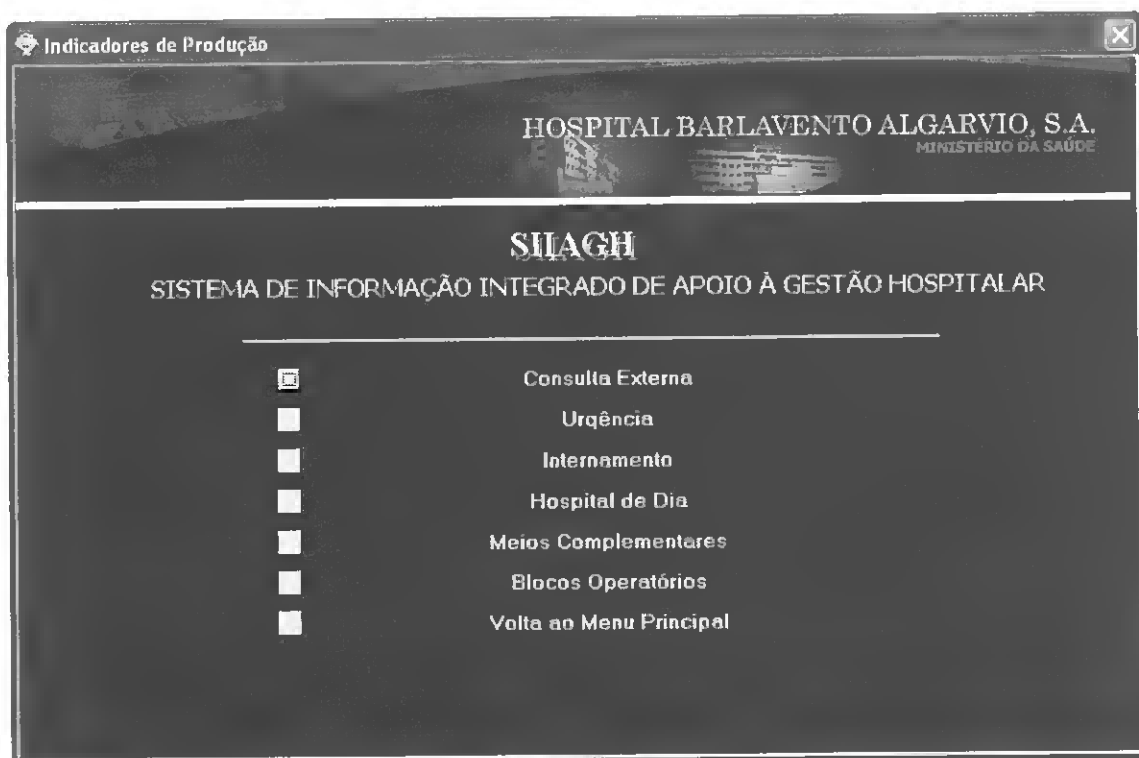 Indicadores de Produção
HOSPITAL BARLAVENTO ALGARVIO, S.A.
MINISTÉRIO DA SAÚDE
SIIAGH
SISTEMA DE INFORMAÇÃO INTEGRADO DE APOIO À GESTÃO HOSPITALAR
Consulta Externa
Urgência
Internamento
Hospital de Dia
Meios Complementares
Blocos Operatórios
Volta ao Menu Principal